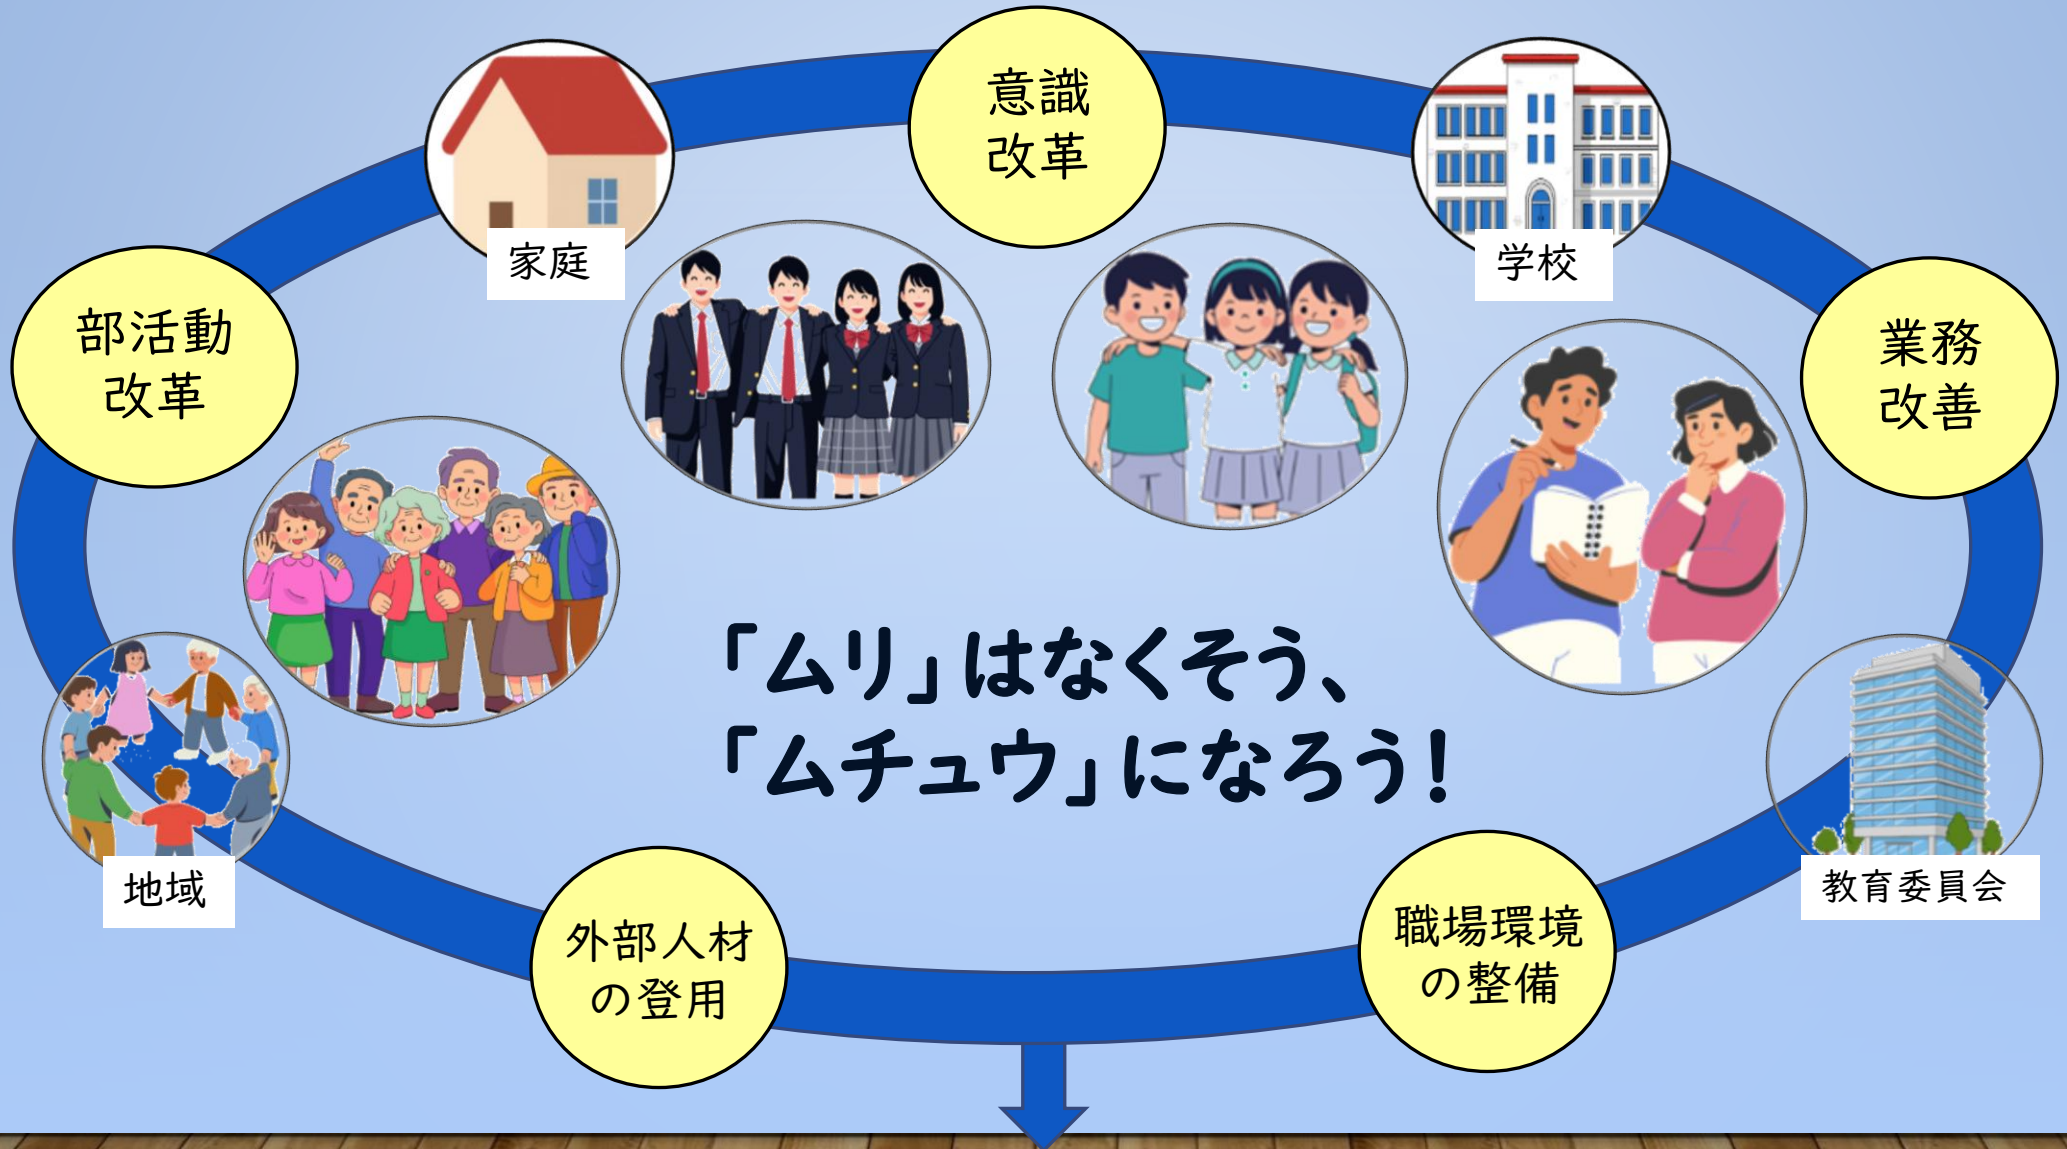 意識
改革
家庭
学校
部活動
改革
業務
改善
「ムリ」はなくそう、
「ムチュウ」になろう!
地域
教育委員会
外部人材
の登用
職場環境
の整備